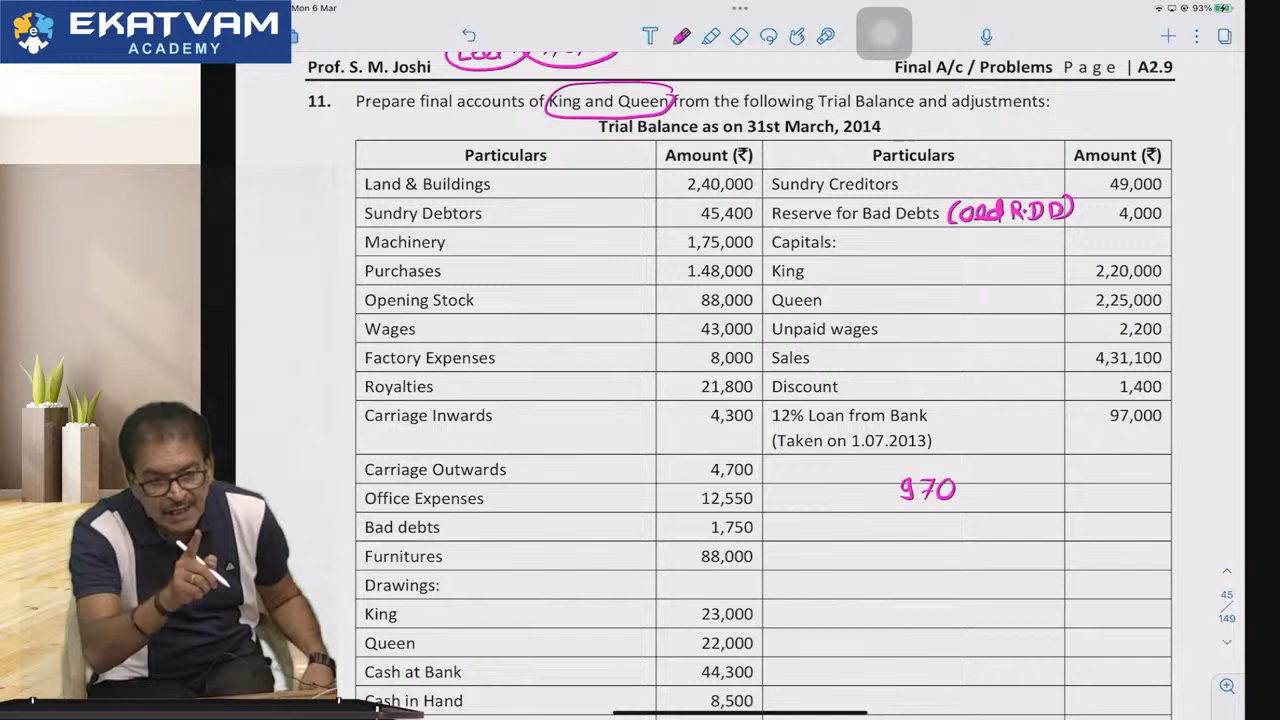 EKATVAM
ACADEMY
Mon 6 Mar
93%
Prof. S. M. Joshi
Final A/c / Problems P a g e | A2.9
11. Prepare final accounts of King and Queen from the following Trial Balance and adjustments:
Trial Balance as on 31st March, 2014
Particulars Amount (₹) Particulars Amount (₹)
Land & Buildings 2,40,000 Sundry Creditors 49,000
Sundry Debtors 45,400 Reserve for Bad Debts (old R.D D) 4,000
Machinery 1,75,000 Capitals:
Purchases 1.48,000 King 2,20,000
Opening Stock 88,000 Queen 2,25,000
Wages 43,000 Unpaid wages 2,200
Factory Expenses 8,000 Sales 4,31,100
Royalties 21,800 Discount 1,400
Carriage Inwards 4,300 12% Loan from Bank 97,000
(Taken on 1.07.2013)
Carriage Outwards 4,700
970
Office Expenses 12,550
Bad debts 1,750
Furnitures 88,000
Drawings:
King 23,000
Queen 22,000
Cash at Bank 44,300
Cash in Hand 8,500
45
149